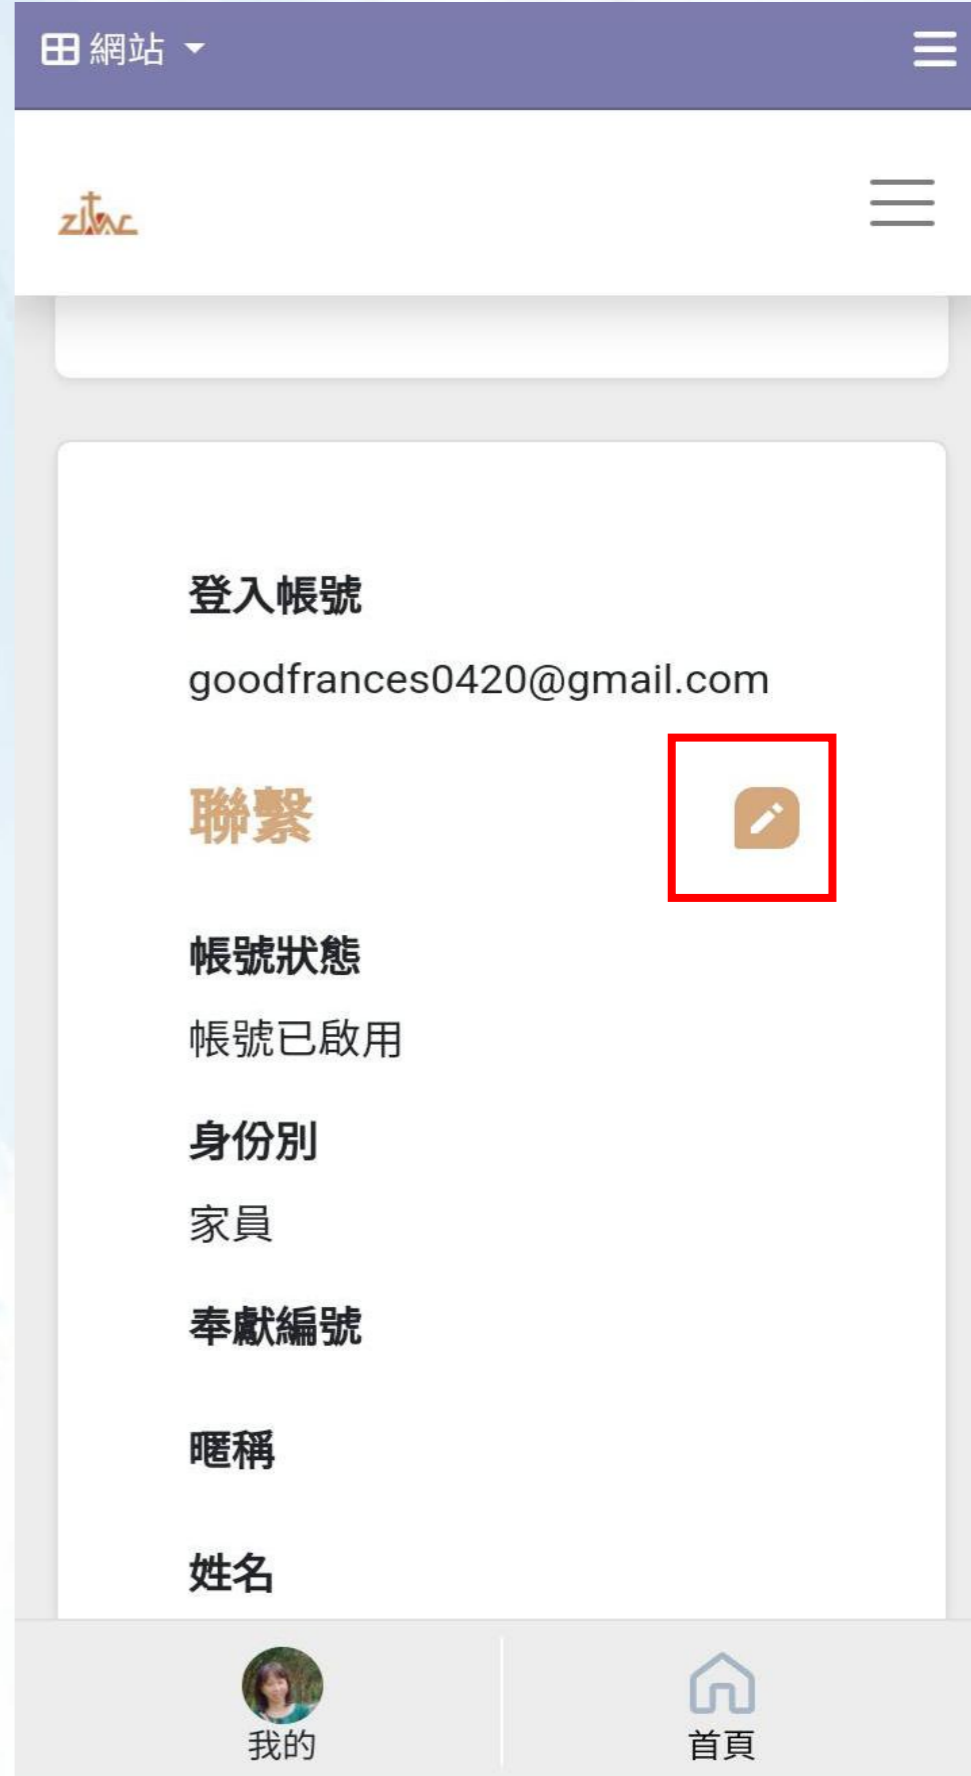 網站
登入帳號
goodfrances0420@gmail.com
聯繫
帳號狀態
帳號已啟用
身份別
家員
奉獻編號
暱稱
姓名
我的
首頁